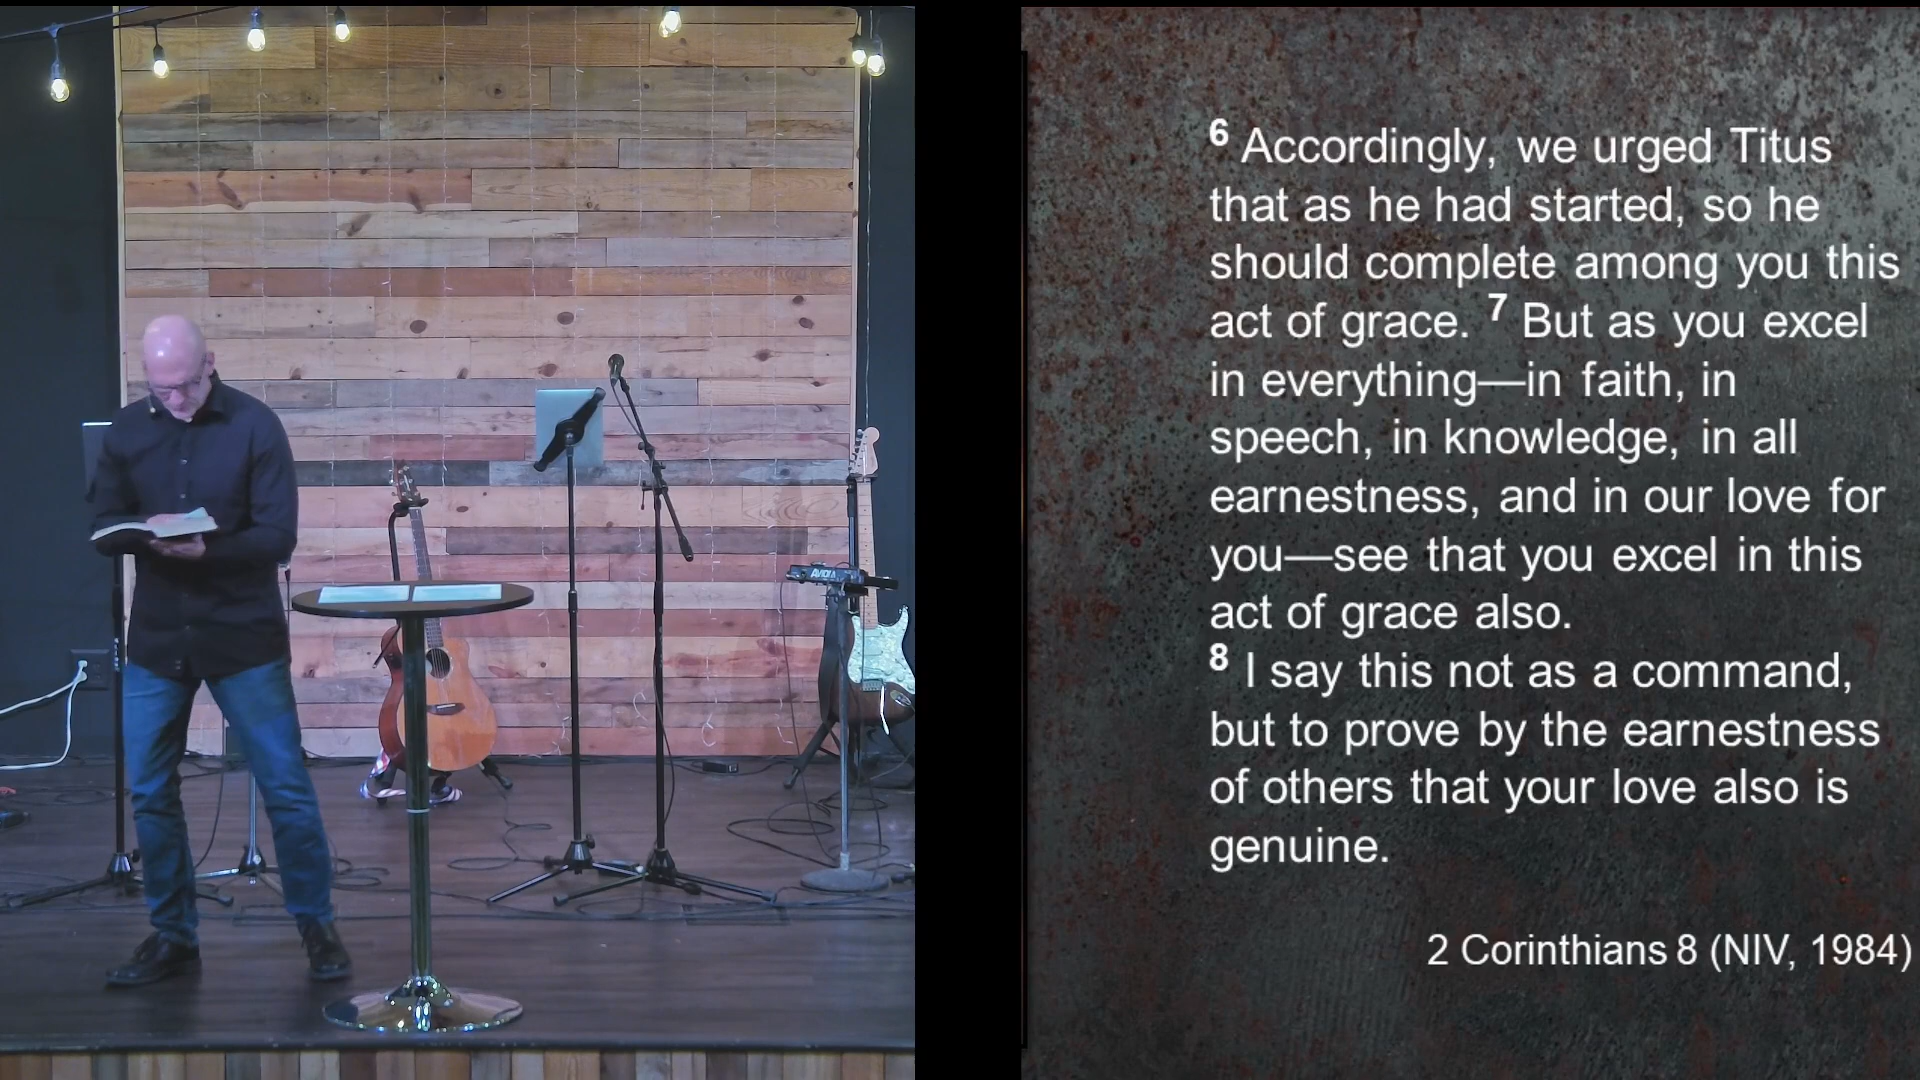 6 Accordingly, we urged Titus
that as he had started, so he
should complete among you this
act of grace. 7 But as you excel
in everything—in faith, in
speech, in knowledge, in all
earnestness, and in our love for
you—see that you excel in this
act of grace also.
8 I say this not as a command,
but to prove by the earnestness
of others that your love also is
genuine.
2 Corinthians 8 (NIV, 1984)